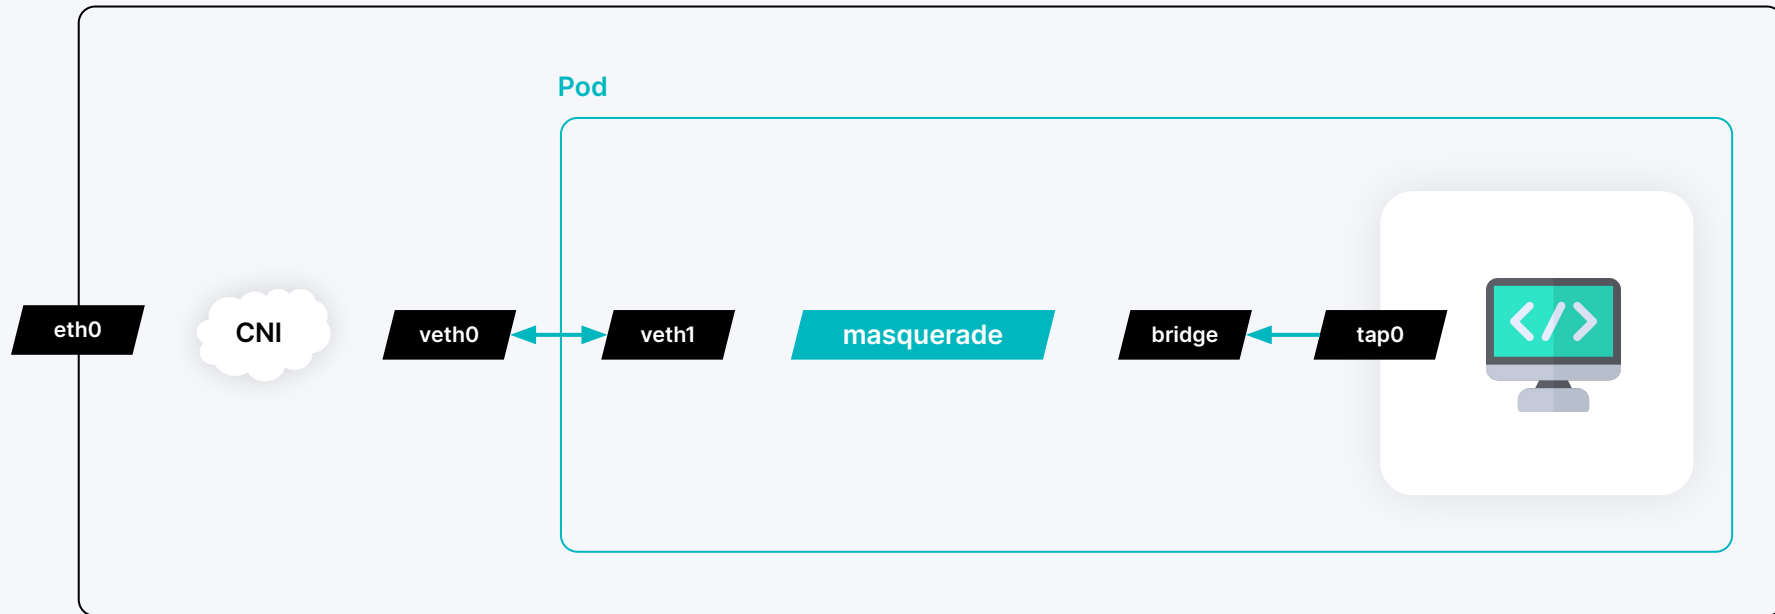 Pod
eth0
CNI
veth0
veth1
masquerade
bridge
tap0
</>